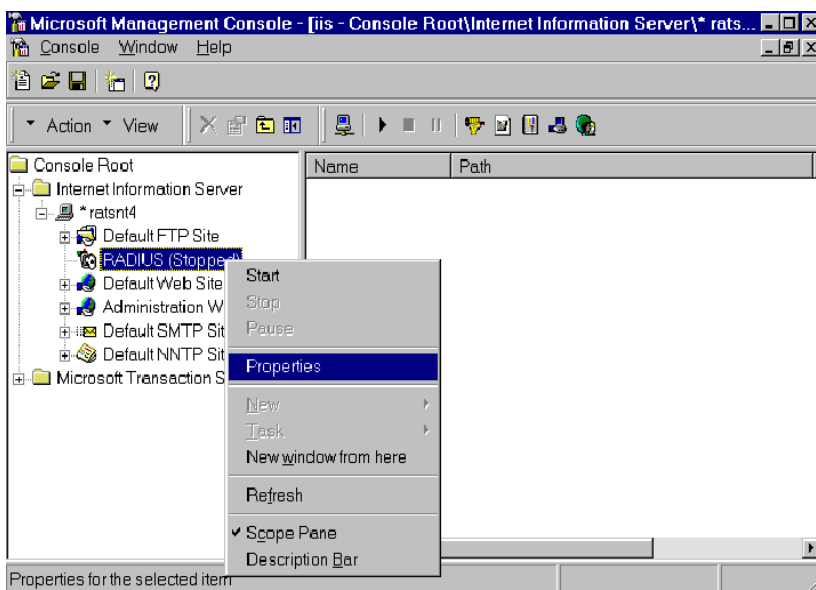 Microsoft Management Console - [iis - Console Root\Internet Information Server\* rats...
Console Window Help
Action View
Console Root
Name Path
Internet Information Server
* ratsnt4
Default FTP Site
RADIUS (Stopped)
Default Web Site
Administration W
Default SMTP Sit
Default NNTP Sit
Microsoft Transaction S
Start
Stop
Pause
Properties
New
Task
New window from here
Refresh
Scope Pane
Description Bar
Properties for the selected item